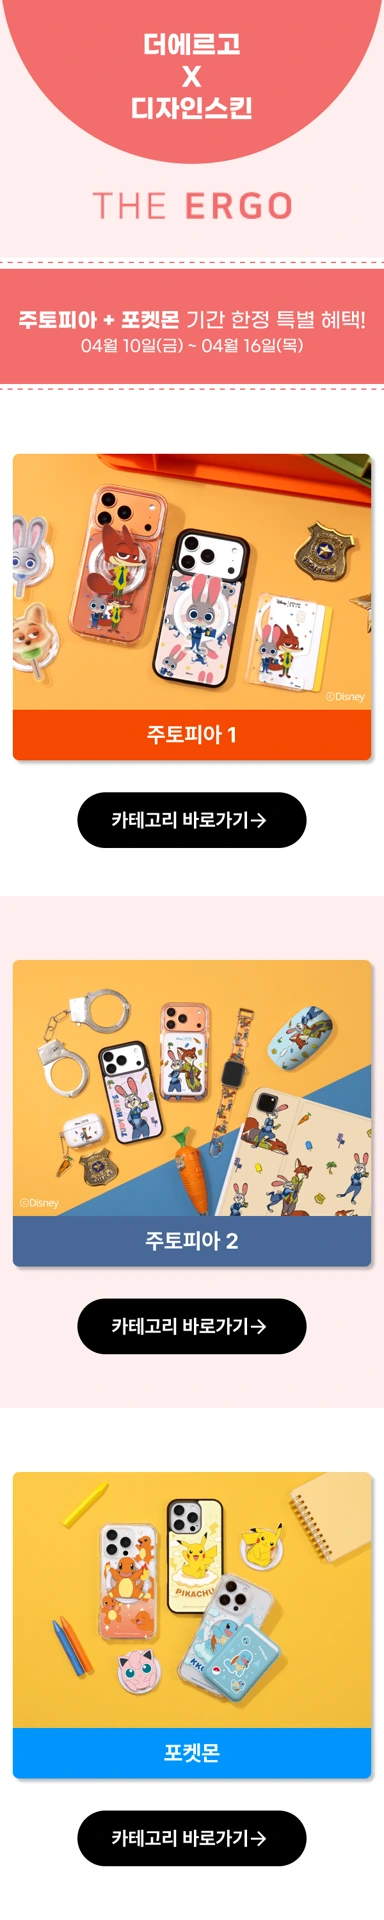 더에르고
X
디자인스킨
THE ERGO
주토피아 + 포켓몬 기간 한정 특별 혜택!
04월 10일(금) ~ 04월 16일(목)
ⓒDisney
주토피아 1
카테고리 바로가기→
JUDY HOPPS
ⓒDisney
주토피아 2
카테고리 바로가기→
PIKACHU
포켓몬
카테고리 바로가기→